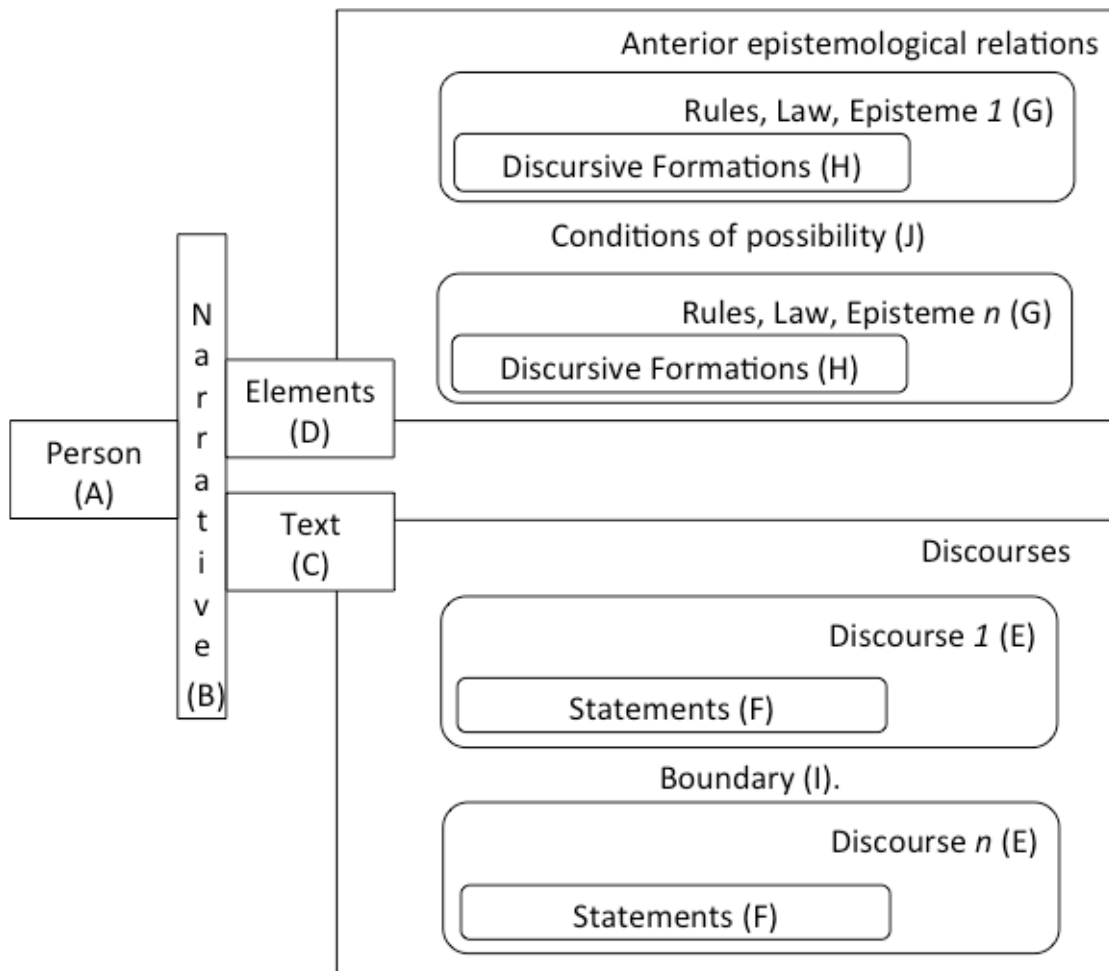 Anterior epistemological relations
Rules, Law, Episteme 1 (G)
Discursive Formations (H)
Conditions of possibility (J)
Rules, Law, Episteme n (G)
Discursive Formations (H)
Narrative
(B)
Elements
(D)
Person
(A)
Text
(C)
Discourses
Discourse 1 (E)
Statements (F)
Boundary (I).
Discourse n (E)
Statements (F)